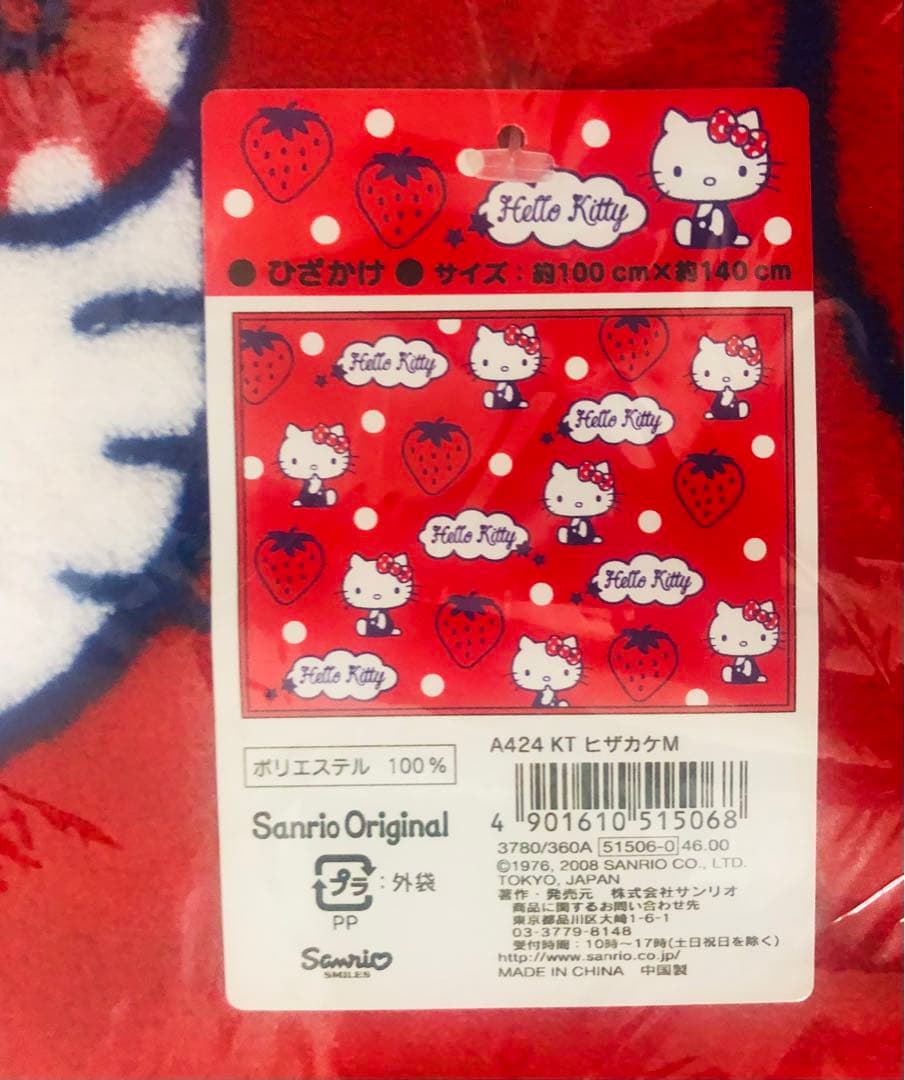 Hello Kitty
● ひざかけ ● サイズ：約100cm×約140cm
Hello Kitty
Hello Kitty
Hello Kitty
Hello Kitty
Hello Kitty
A424 KT ヒザカケM
ポリエステル 100%
4 901610 515068
Sanrio Original
3780/360A 51506-0 46.00
©1976, 2008 SANRIO CO., LTD.
TOKYO, JAPAN
プラ：外袋
PP
著作・発売元 株式会社サンリオ
商品に関するお問い合わせ先
東京都品川区大崎1-6-1
03-3779-8148
受付時間：10時～17時(土日祝日を除く)
http://www.sanrio.co.jp/
Sanrio
SMILES
MADE IN CHINA 中国製